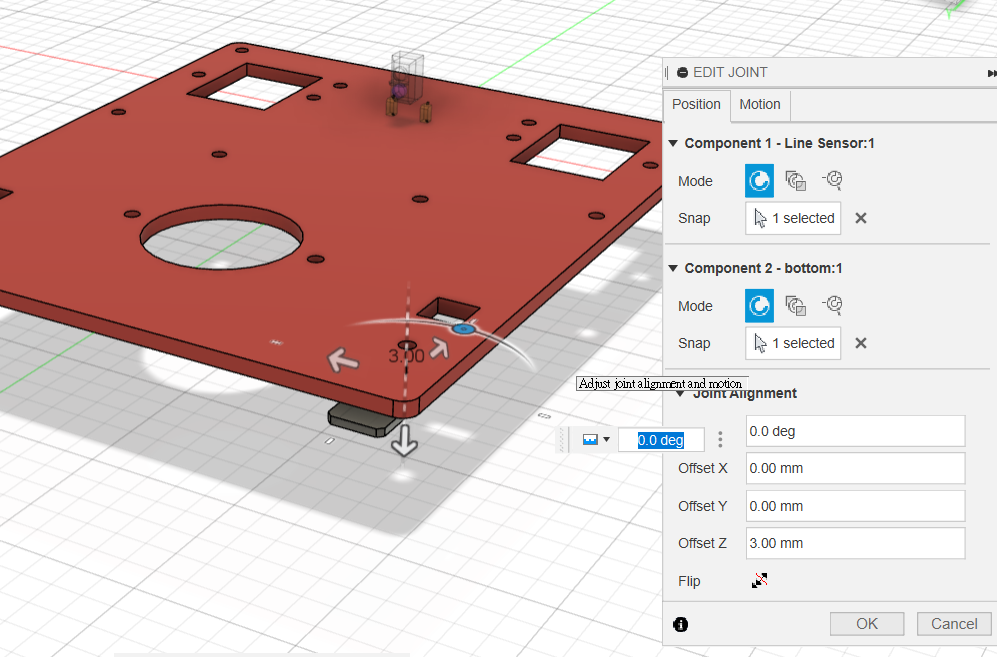 EDIT JOINT
Position
Motion
Component 1 - Line Sensor:1
Mode
Snap
1 selected
Component 2 - bottom:1
Mode
Snap
1 selected
3.00
Adjust joint alignment and motion
Joint Alignment
0.0 deg
0.0 deg
Offset X
0.00 mm
Offset Y
0.00 mm
Offset Z
3.00 mm
Flip
OK
Cancel